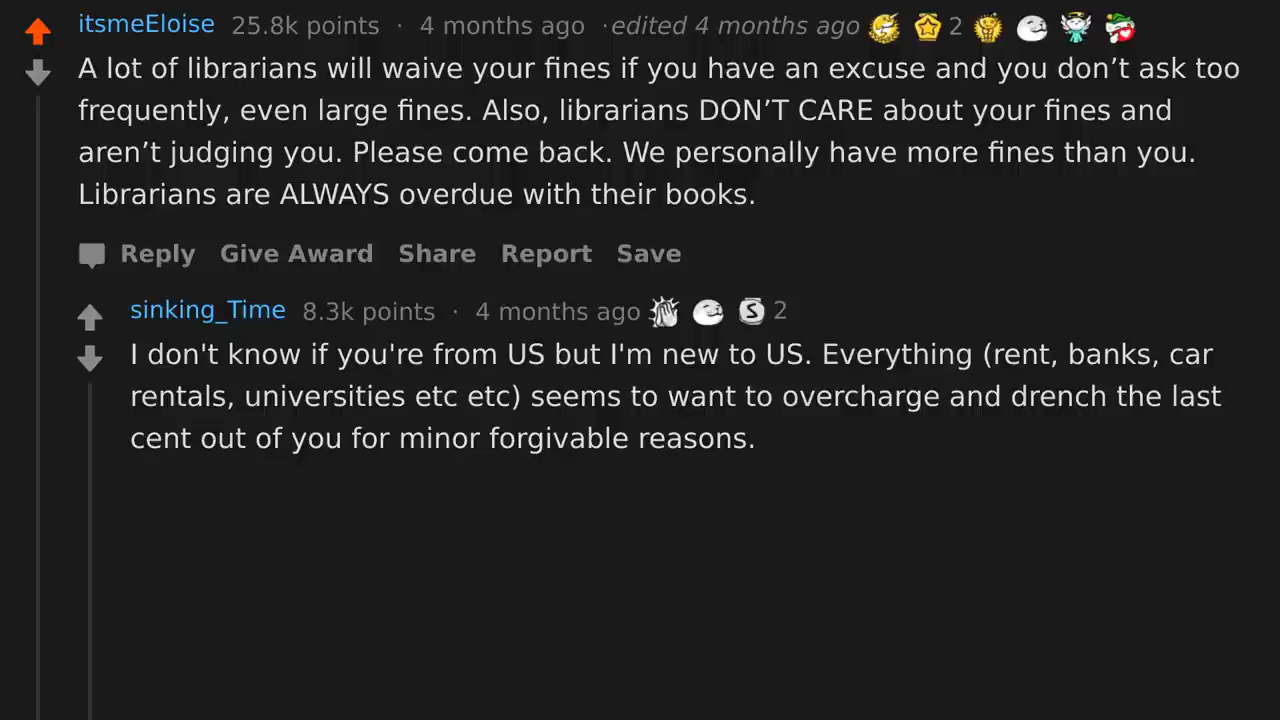 itsmeEloise 25.8k points · 4 months ago ·edited 4 months ago 2
A lot of librarians will waive your fines if you have an excuse and you don’t ask too
frequently, even large fines. Also, librarians DON’T CARE about your fines and
aren’t judging you. Please come back. We personally have more fines than you.
Librarians are ALWAYS overdue with their books.
Reply Give Award Share Report Save
sinking_Time 8.3k points · 4 months ago S 2
I don't know if you're from US but I'm new to US. Everything (rent, banks, car
rentals, universities etc etc) seems to want to overcharge and drench the last
cent out of you for minor forgivable reasons.